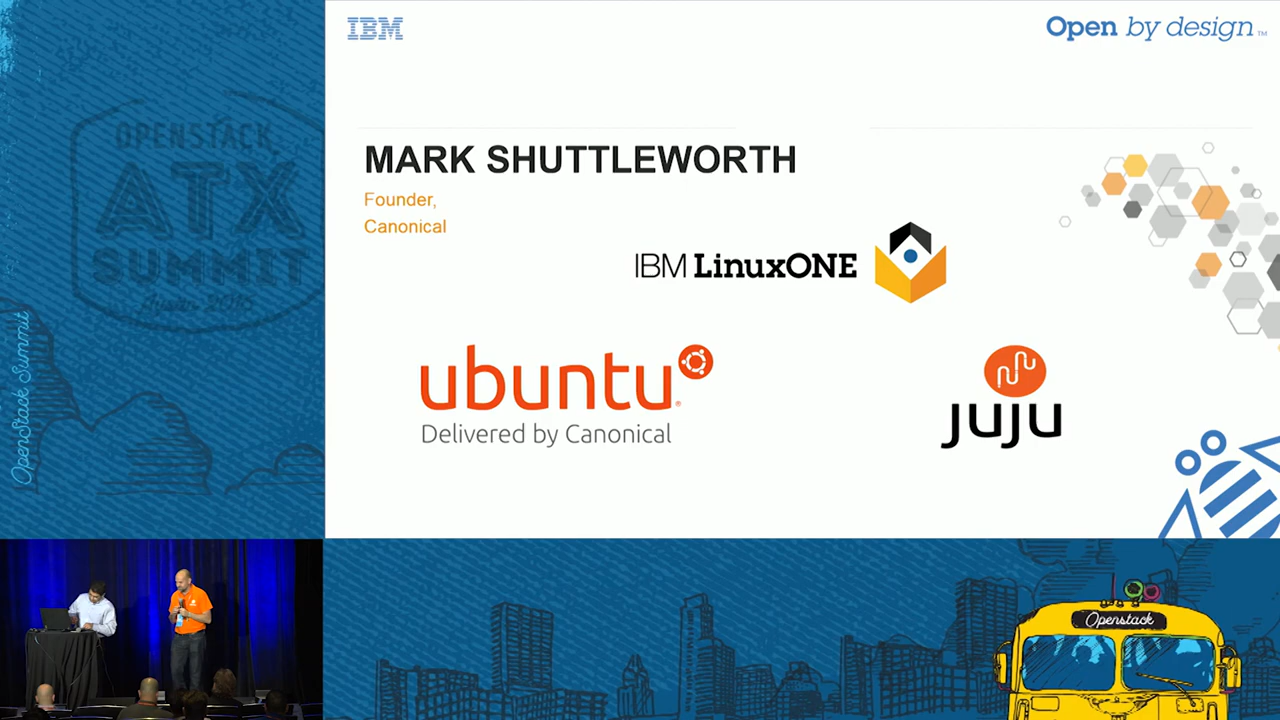 IBM
Open by design™
OPENSTACK
ATX
SUMMIT
OpenStack Summit
MARK SHUTTLEWORTH
Founder,
Canonical
IBM LinuxONE
ubuntu®
Delivered by Canonical
juju
Openstack